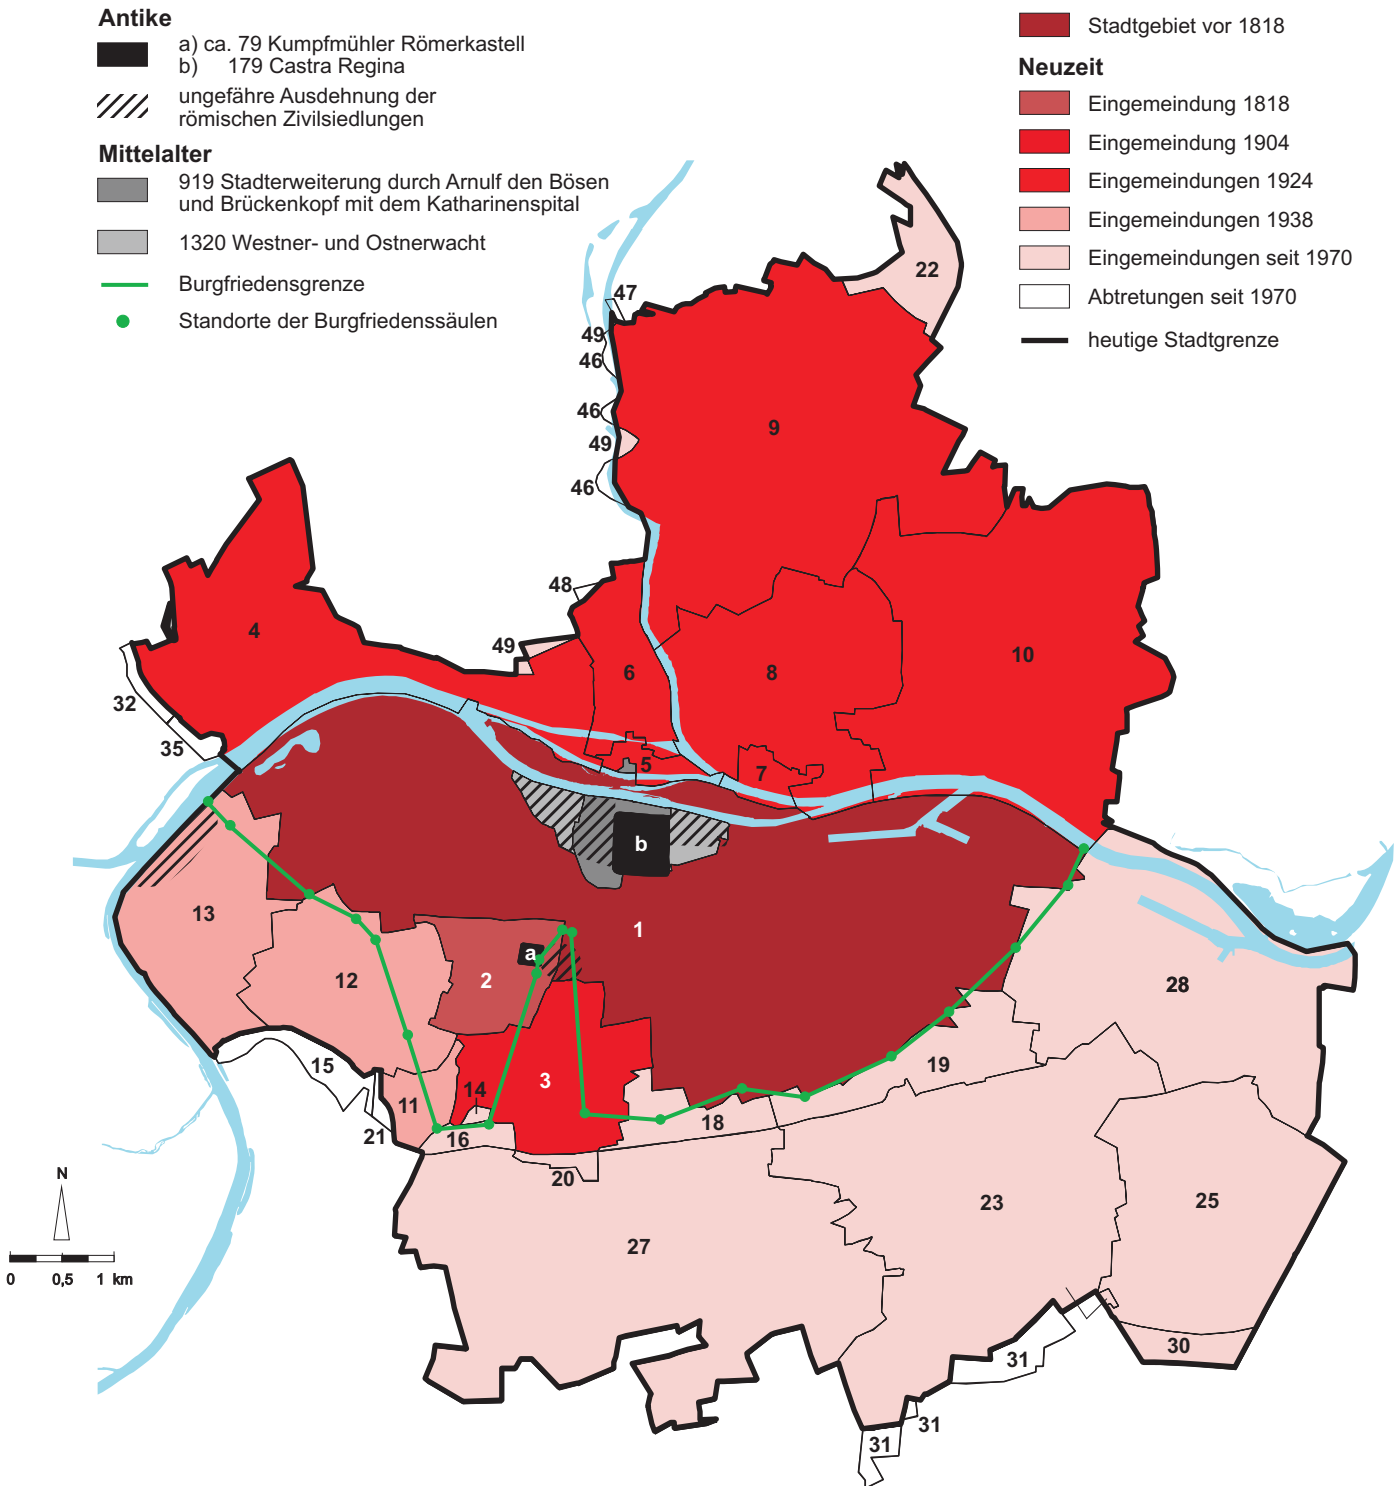 Antike
a) ca. 79 Kumpfmühler Römerkastell
b) 179 Castra Regina
ungefähre Ausdehnung der
römischen Zivilsiedlungen
Mittelalter
919 Stadterweiterung durch Arnulf den Bösen
und Brückenkopf mit dem Katharinenspital
1320 Westner- und Ostnerwacht
Burgfriedensgrenze
Standorte der Burgfriedenssäulen
Stadtgebiet vor 1818
Neuzeit
Eingemeindung 1818
Eingemeindung 1904
Eingemeindungen 1924
Eingemeindungen 1938
Eingemeindungen seit 1970
Abtretungen seit 1970
heutige Stadtgrenze
22
47
49
46
46
9
49
46
48
4
49
6
8
10
32
35
5
7
b
13
1
a
2
12
28
15
19
3
14
11
18
21
16
20
23
25
27
N
0 0,5 1 km
30
31
31
31